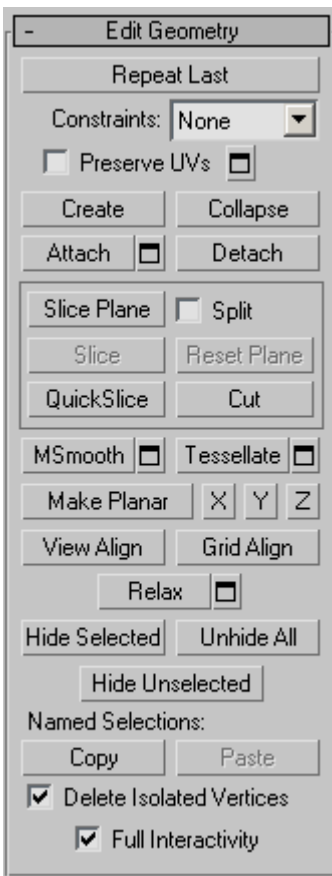 - Edit Geometry
Repeat Last
Constraints: None
Preserve UVs
Create Collapse
Attach Detach
Slice Plane Split
Slice Reset Plane
QuickSlice Cut
MSmooth Tessellate
Make Planar X Y Z
View Align Grid Align
Relax
Hide Selected Unhide All
Hide Unselected
Named Selections:
Copy Paste
Delete Isolated Vertices
Full Interactivity